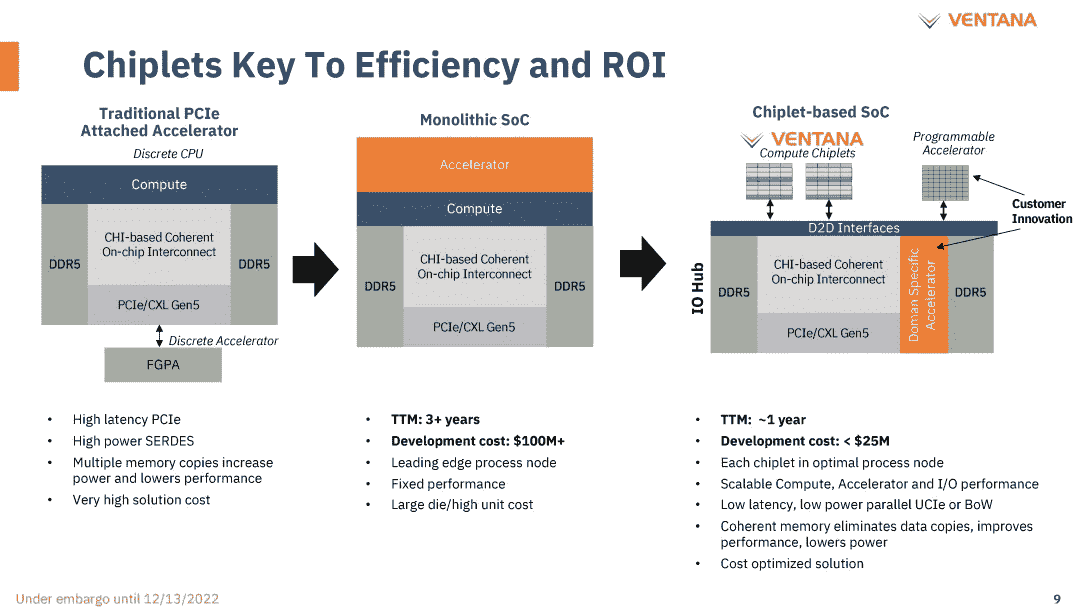 VENTANA
Chiplets Key To Efficiency and ROI
Traditional PCIe
Attached Accelerator
Discrete CPU
Compute
DDR5
CHI-based Coherent
On-chip Interconnect
DDR5
PCIe/CXL Gen5
Discrete Accelerator
FGPA
• High latency PCIe
• High power SERDES
• Multiple memory copies increase
power and lowers performance
• Very high solution cost
Monolithic SoC
Accelerator
Compute
DDR5
CHI-based Coherent
On-chip Interconnect
DDR5
PCIe/CXL Gen5
• TTM: 3+ years
• Development cost: $100M+
• Leading edge process node
• Fixed performance
• Large die/high unit cost
Chiplet-based SoC
VENTANA
Compute Chiplets
Programmable
Accelerator
Customer
Innovation
D2D Interfaces
IO Hub
DDR5
CHI-based Coherent
On-chip Interconnect
PCIe/CXL Gen5
Doman Specific
Accelerator
DDR5
• TTM: ~1 year
• Development cost: < $25M
• Each chiplet in optimal process node
• Scalable Compute, Accelerator and I/O performance
• Low latency, low power parallel UCIe or BoW
• Coherent memory eliminates data copies, improves
performance, lowers power
• Cost optimized solution
Under embargo until 12/13/2022
9